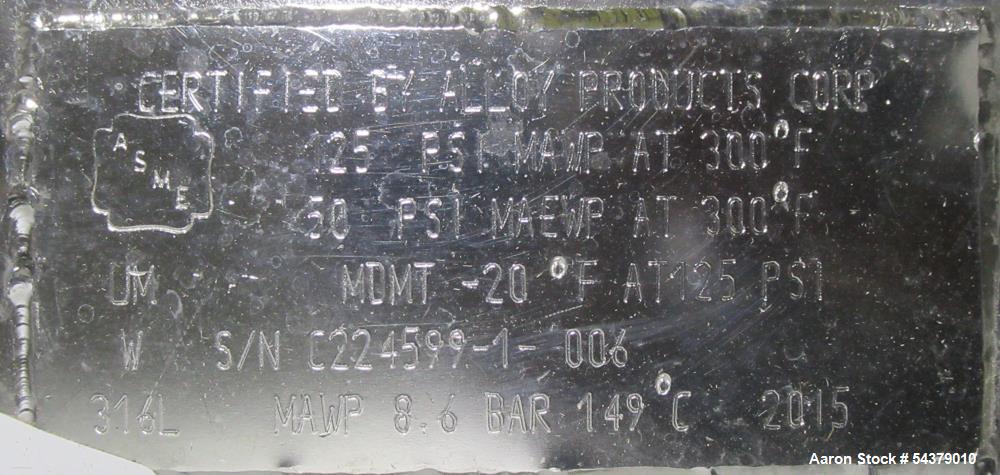 CERTIFIED BY ALLOY PRODUCTS CORP
ASME
125 PSI MAWP AT 300°F
50 PSI MAEWP AT 300°F
UM MDMT -20°F AT125 PSI
W S/N C224599-1-006
316L MAWP 8.6 BAR 149°C 2015
Aaron Stock # 54379010